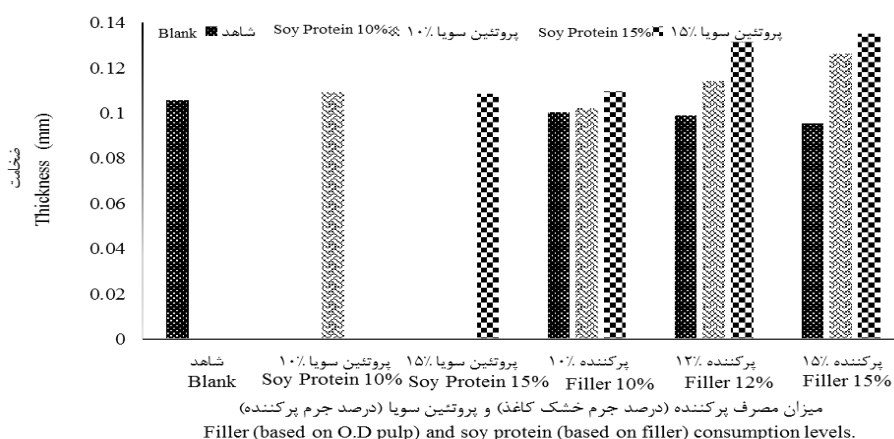 0.14
0.12
0.1
0.08
0.06
0.04
0.02
0
ضخامت
Thickness (mm)
Blank شاهد
Soy Protein 10% پروتئین سویا ۱۰٪
Soy Protein 15% پروتئین سویا ۱۵٪
شاهد
Blank
پروتئین سویا ۱۰٪
Soy Protein 10%
پروتئین سویا ۱۵٪
Soy Protein 15%
پرکننده ۱۰٪
Filler 10%
پرکننده ۱۲٪
Filler 12%
پرکننده ۱۵٪
Filler 15%
میزان مصرف پرکننده (درصد جرم خشک کاغذ) و پروتئین سویا (درصد جرم پرکننده)
Filler (based on O.D pulp) and soy protein (based on filler) consumption levels.